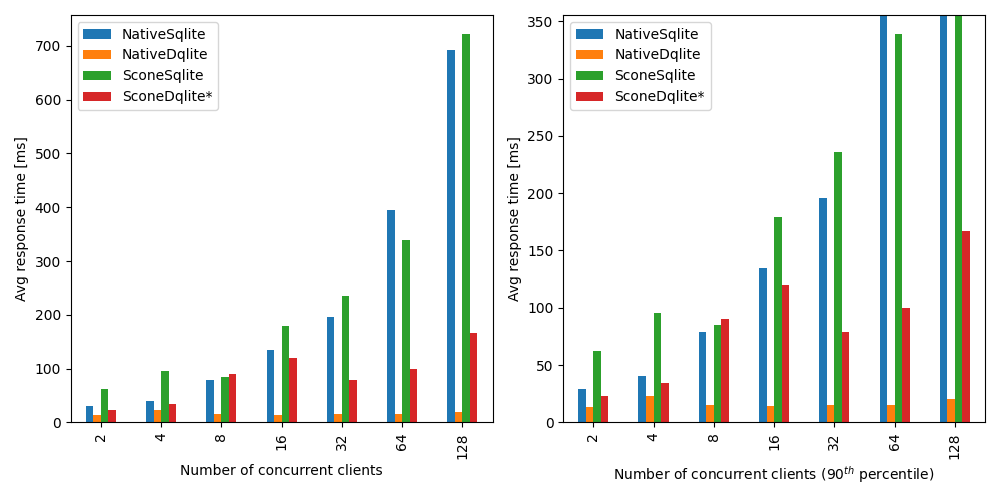 NativeSqlite
NativeDqlite
SconeSqlite
SconeDqlite*
Avg response time [ms]
700
600
500
400
300
200
100
0
2
4
8
16
32
64
128
Number of concurrent clients
NativeSqlite
NativeDqlite
SconeSqlite
SconeDqlite*
Avg response time [ms]
350
300
250
200
150
100
50
0
2
4
8
16
32
64
128
Number of concurrent clients (90th percentile)